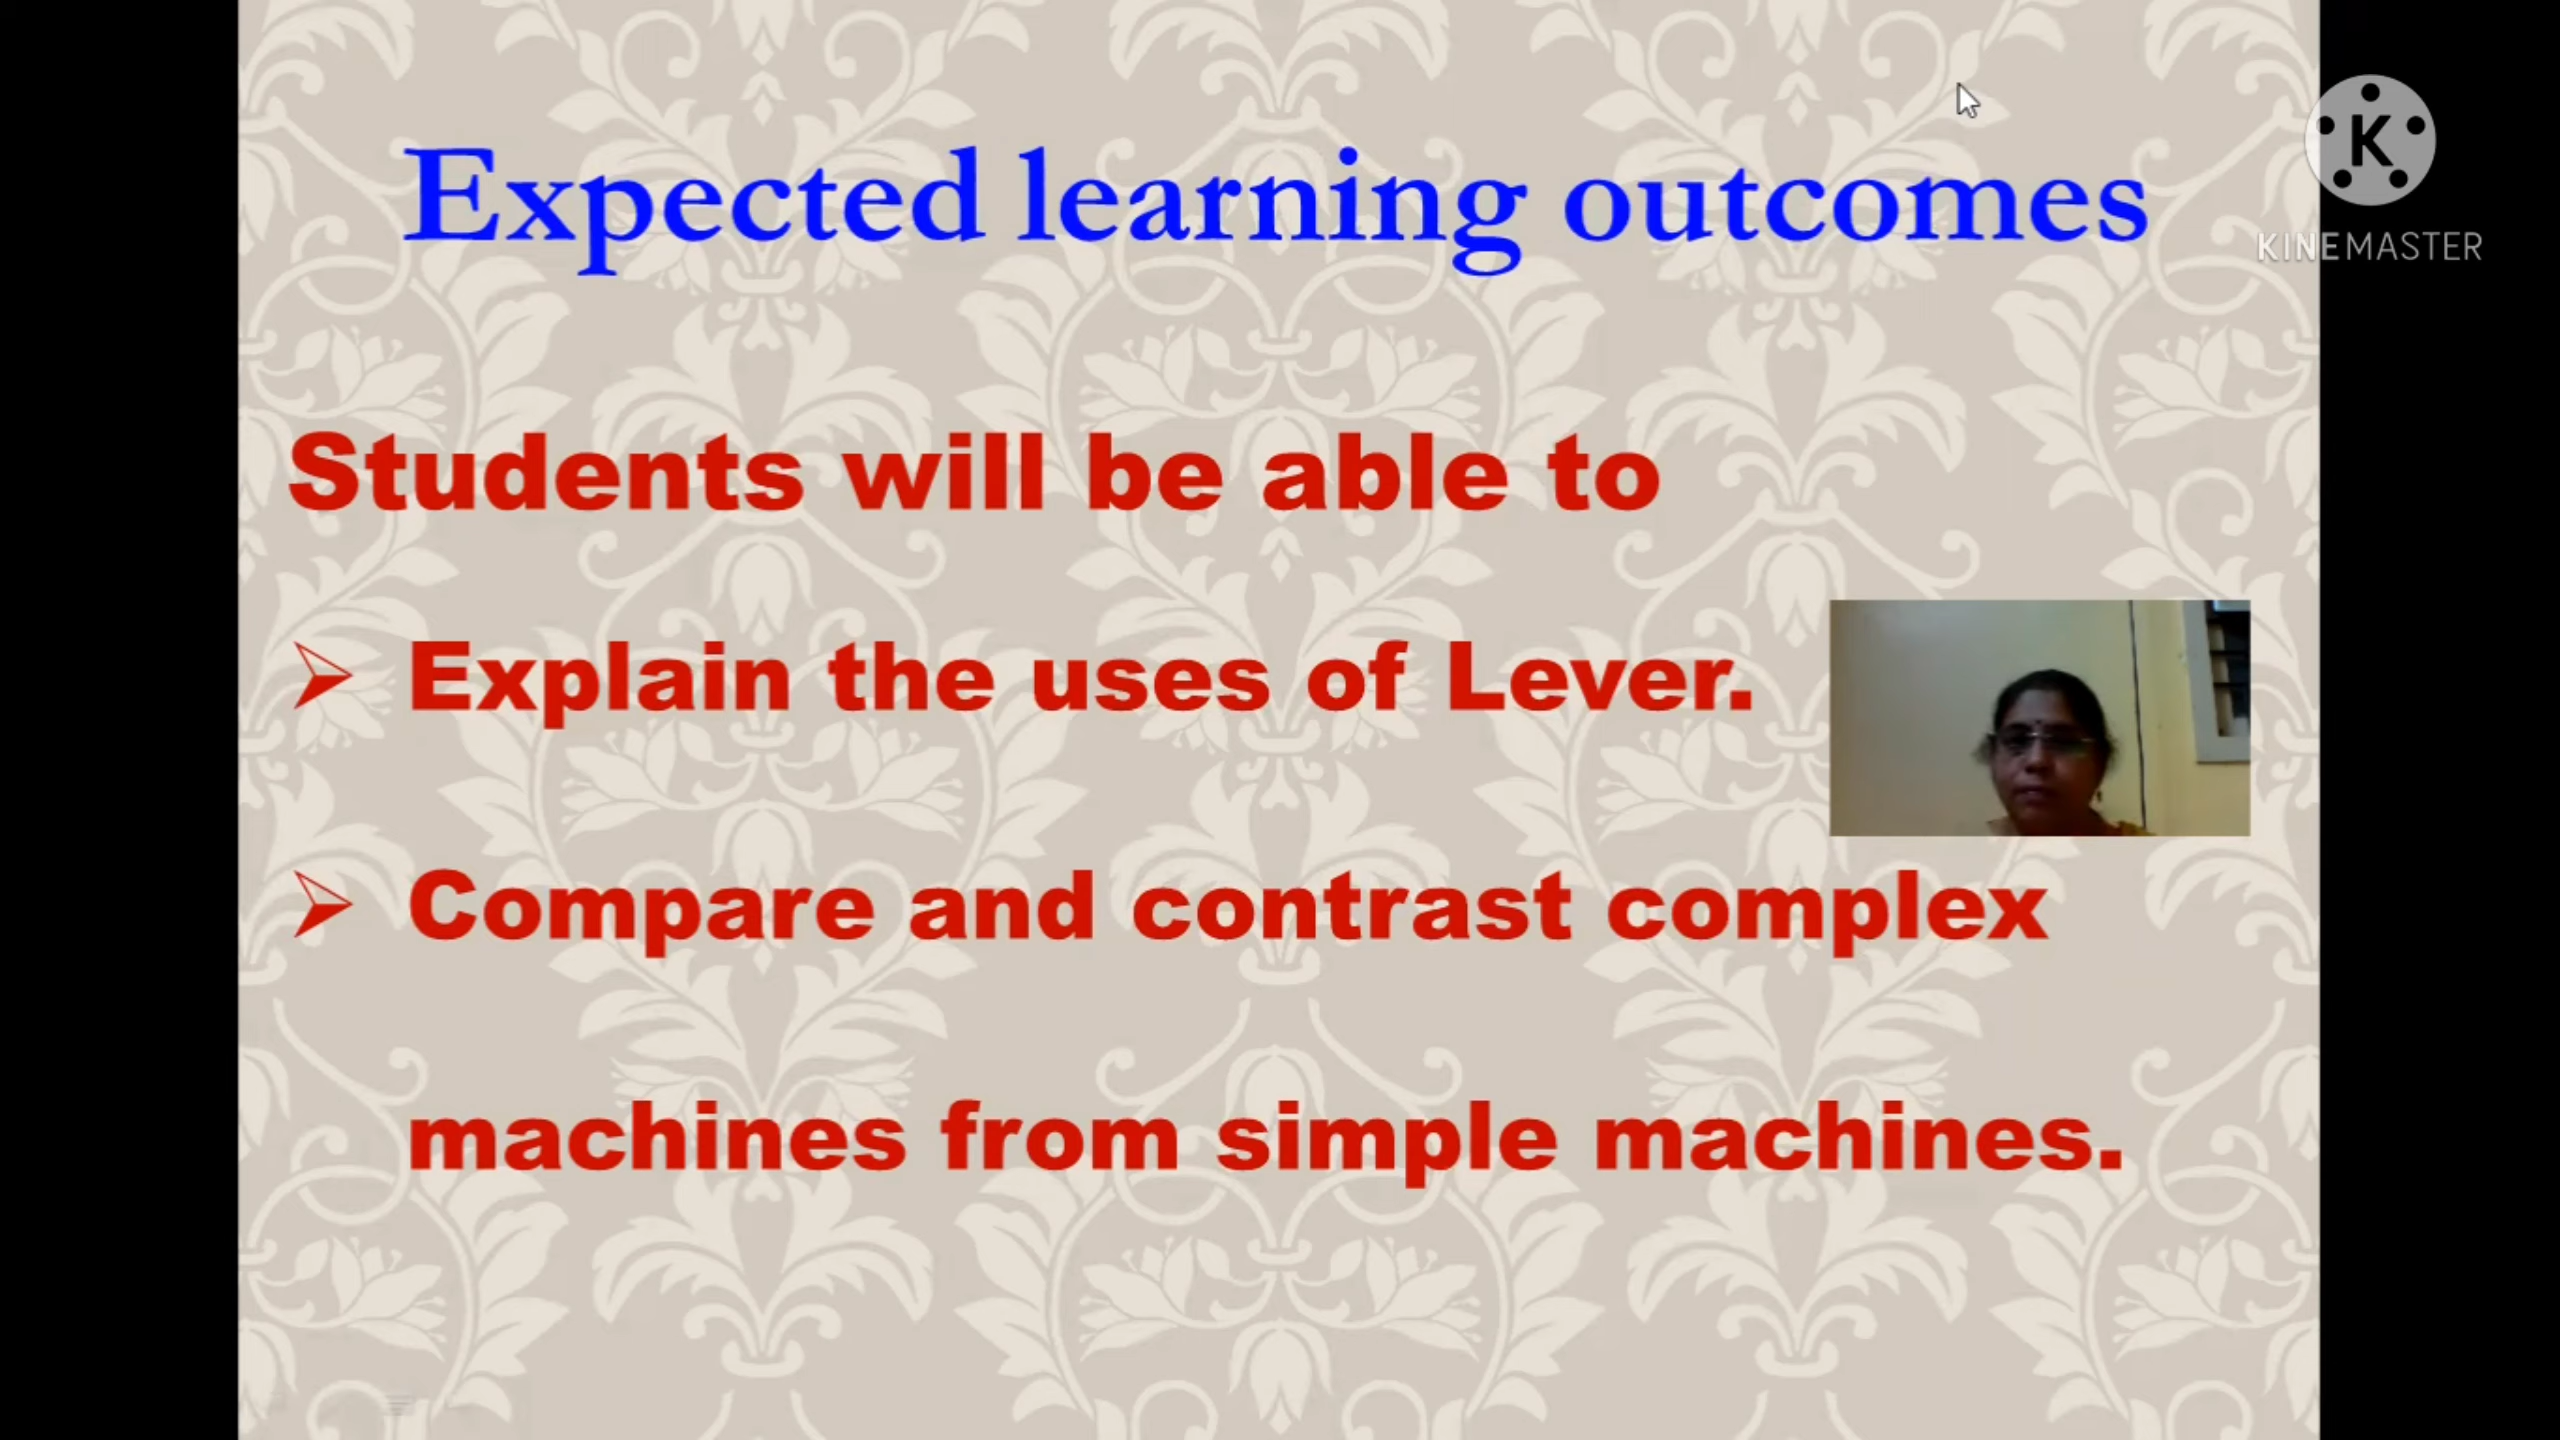 Expected learning outcomes
K
KINEMASTER
Students will be able to
➢ Explain the uses of Lever.
➢ Compare and contrast complex
machines from simple machines.